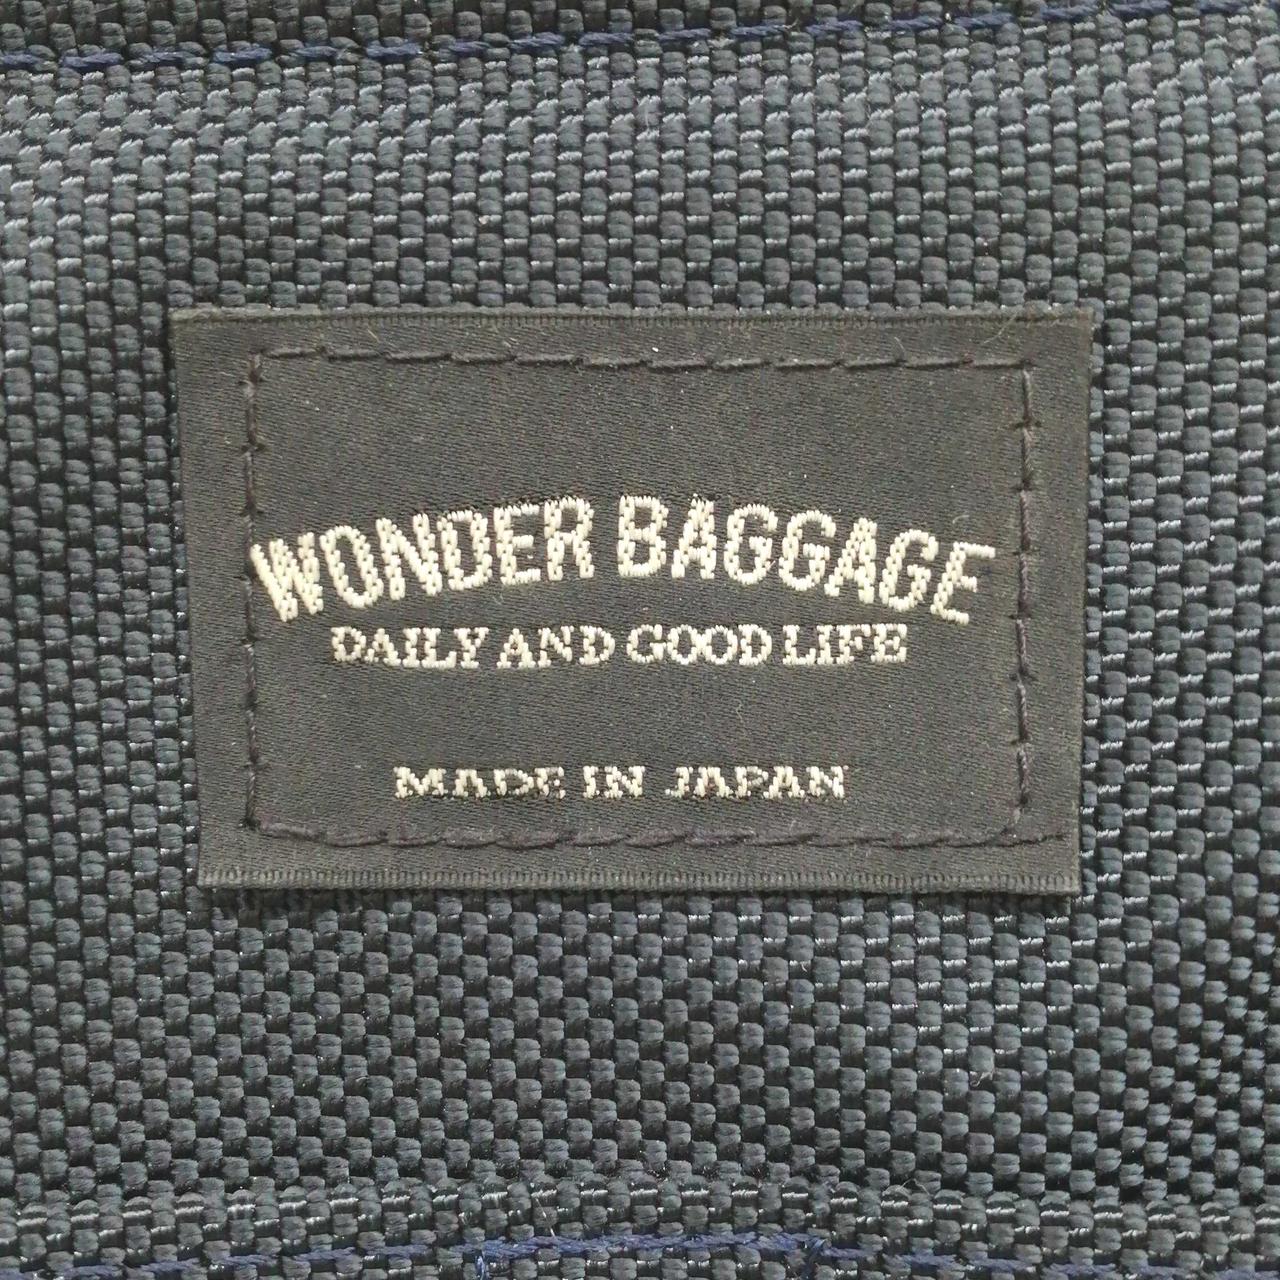 WONDER BAGGAGE
DAILY AND GOOD LIFE
MADE IN JAPAN